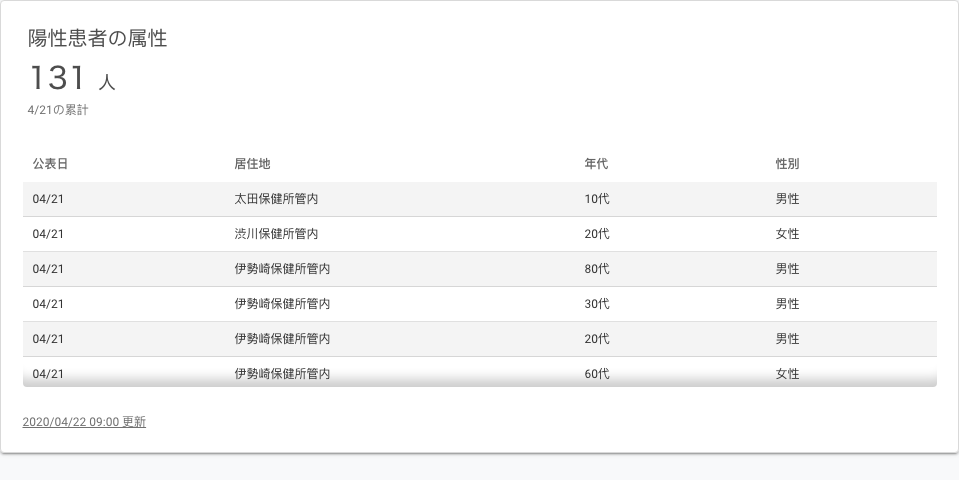 陽性患者の属性
131 人
4/21の累計
公表日 居住地 年代 性別
04/21 太田保健所管内 10代 男性
04/21 渋川保健所管内 20代 女性
04/21 伊勢崎保健所管内 80代 男性
04/21 伊勢崎保健所管内 30代 男性
04/21 伊勢崎保健所管内 20代 男性
04/21 伊勢崎保健所管内 60代 女性
2020/04/22 09:00 更新